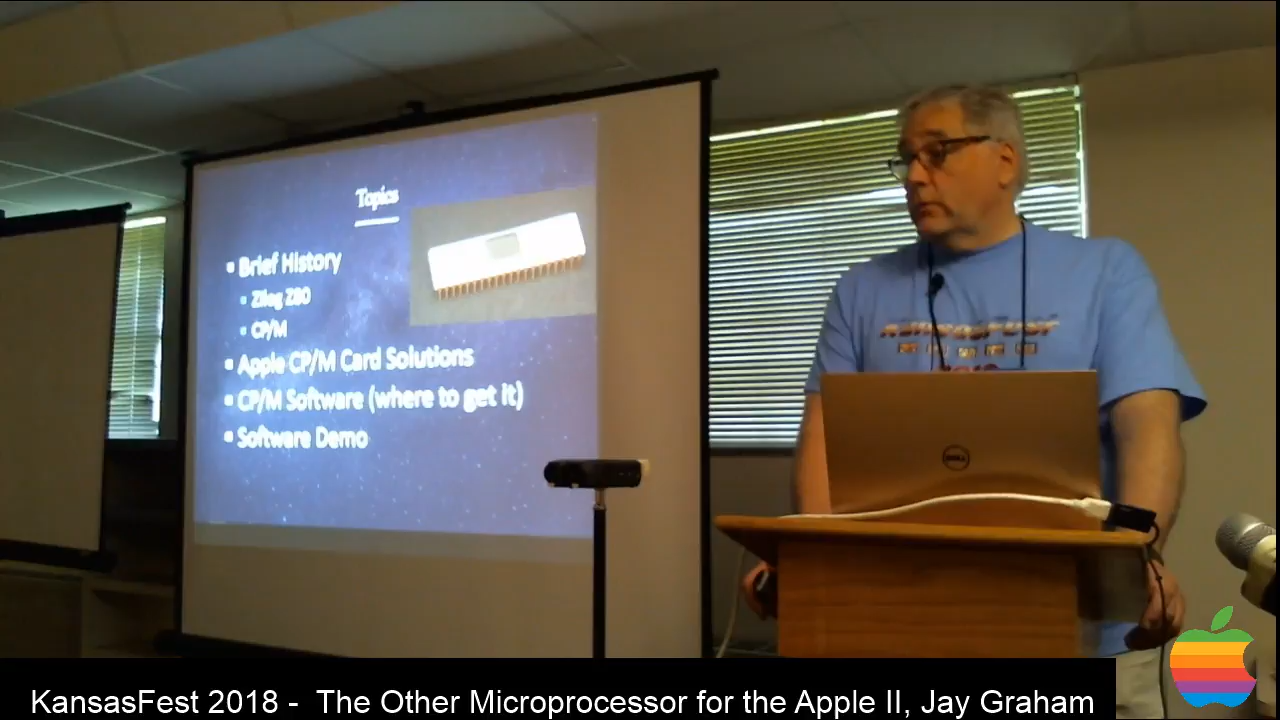 Topics
Brief History
Zilog Z80
CP/M
Apple CP/M Card Solutions
CP/M Software (where to get it)
Software Demo
KANSASFEST
DELL
KansasFest 2018 - The Other Microprocessor for the Apple II, Jay Graham